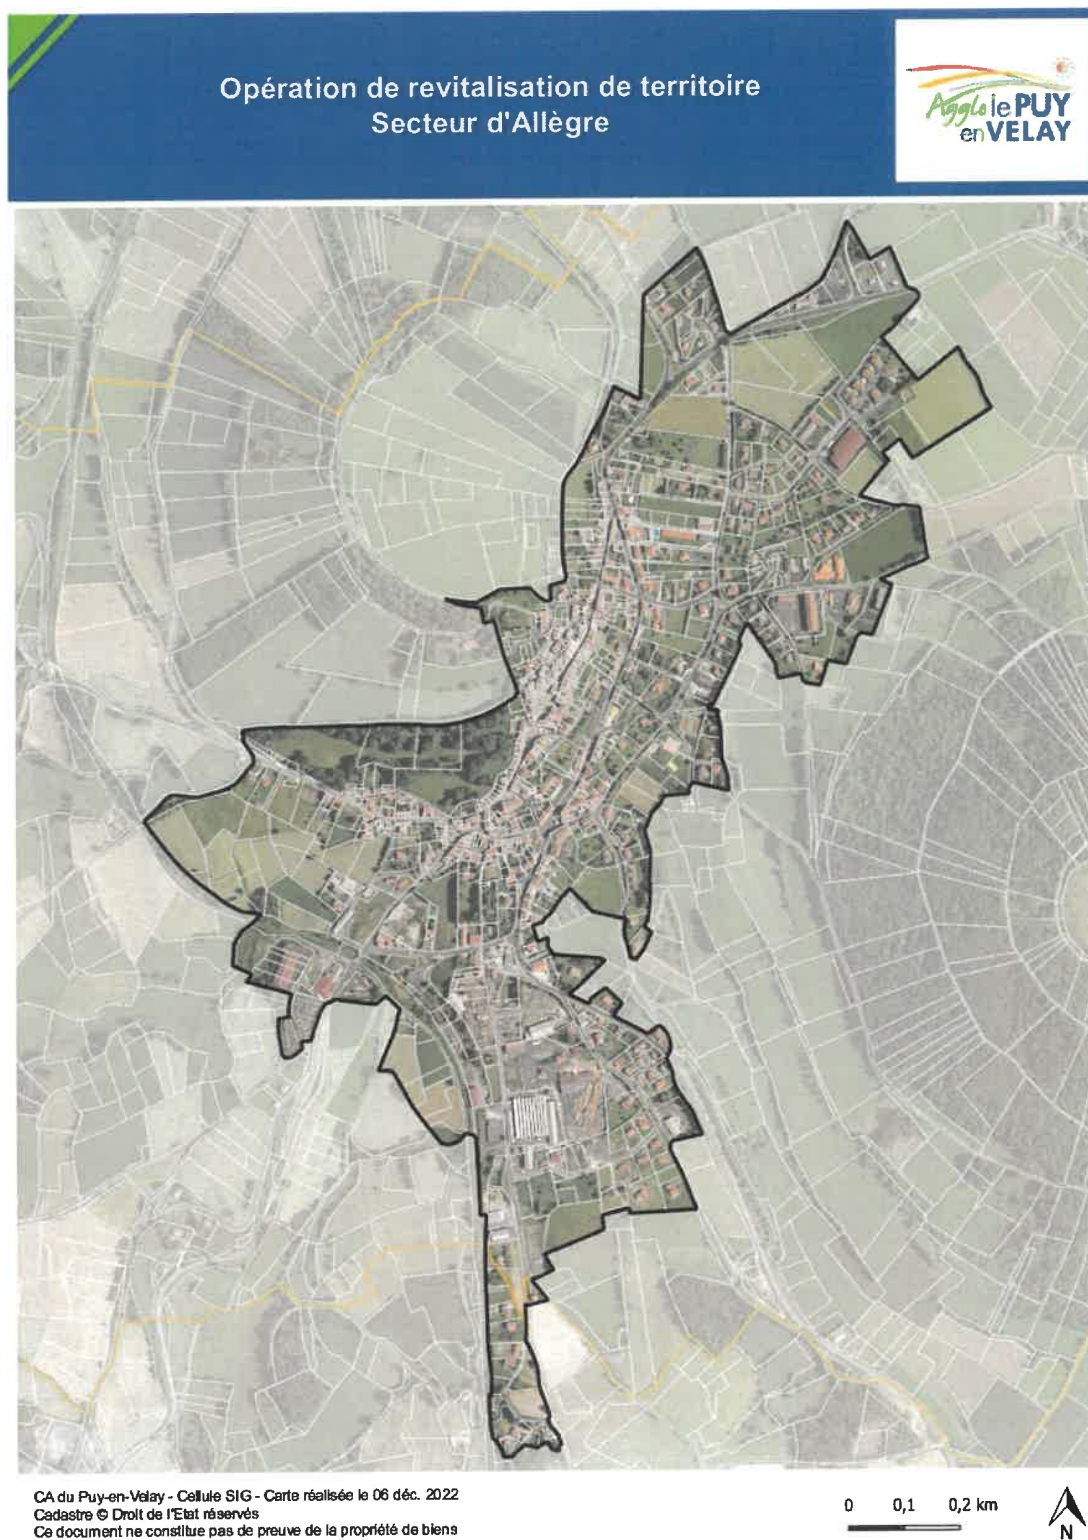 Opération de revitalisation de territoire
Secteur d'Allègre
Agglo le PUY
en VELAY
CA du Puy-en-Velay - Cellule SIG - Carte réalisée le 06 déc. 2022
Cadastre © Droit de l'Etat réservés
Ce document ne constitue pas de preuve de la propriété de biens
0 0,1 0,2 km
N